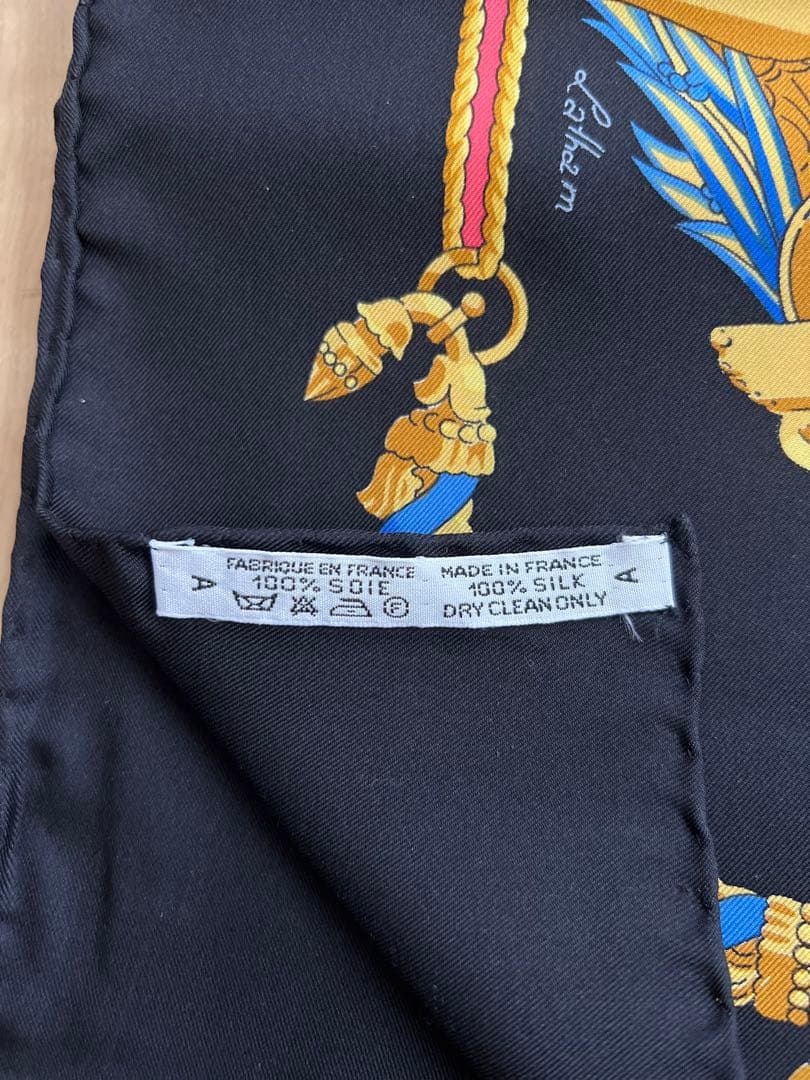 Latham
FABRIQUE EN FRANCE
100% SOIE
A
MADE IN FRANCE
100% SILK
DRY CLEAN ONLY
A